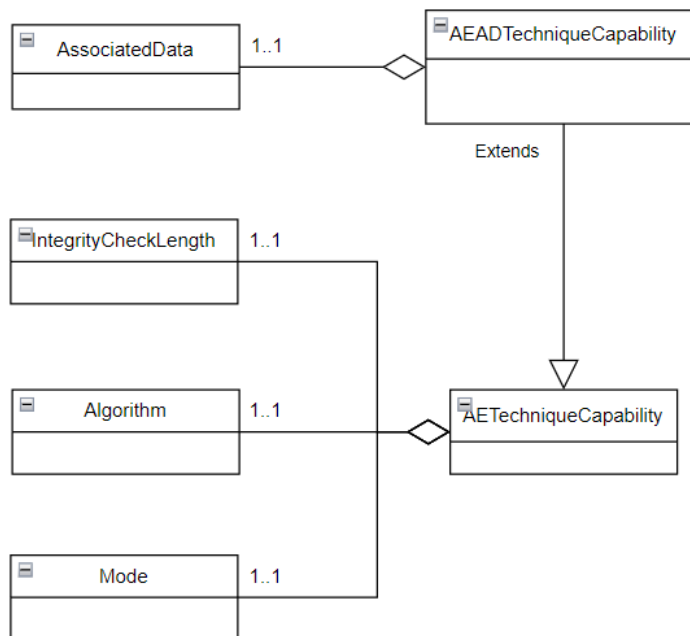 AssociatedData
1..1
AEADTechniqueCapability
Extends
IntegrityCheckLength
1..1
Algorithm
1..1
AETechniqueCapability
Mode
1..1